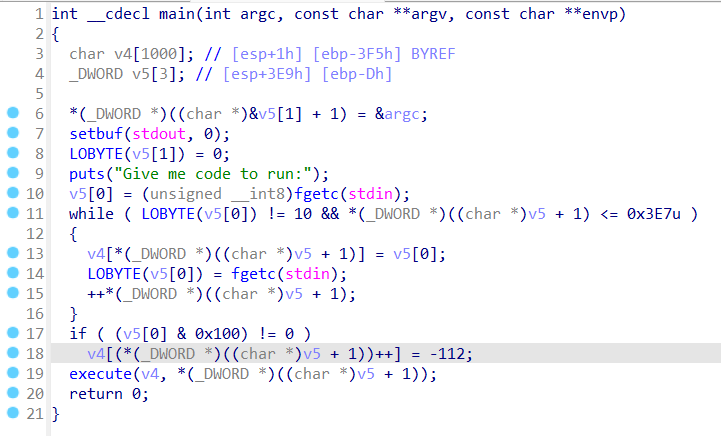 1 int __cdecl main(int argc, const char **argv, const char **envp)
2 {
3 char v4[1000]; // [esp+1h] [ebp-3F5h] BYREF
4 _DWORD v5[3]; // [esp+3E9h] [ebp-Dh]
5
6 *(_DWORD *)((char *)&v5[1] + 1) = &argc;
7 setbuf(stdout, 0);
8 LOBYTE(v5[1]) = 0;
9 puts("Give me code to run:");
10 v5[0] = (unsigned __int8)fgetc(stdin);
11 while ( LOBYTE(v5[0]) != 10 && *(_DWORD *)((char *)v5 + 1) <= 0x3E7u )
12 {
13 v4[*(_DWORD *)((char *)v5 + 1)] = v5[0];
14 LOBYTE(v5[0]) = fgetc(stdin);
15 ++*(_DWORD *)((char *)v5 + 1);
16 }
17 if ( (v5[0] & 0x100) != 0 )
18 v4[(*(_DWORD *)((char *)v5 + 1))++] = -112;
19 execute(v4, *(_DWORD *)((char *)v5 + 1));
20 return 0;
21 }